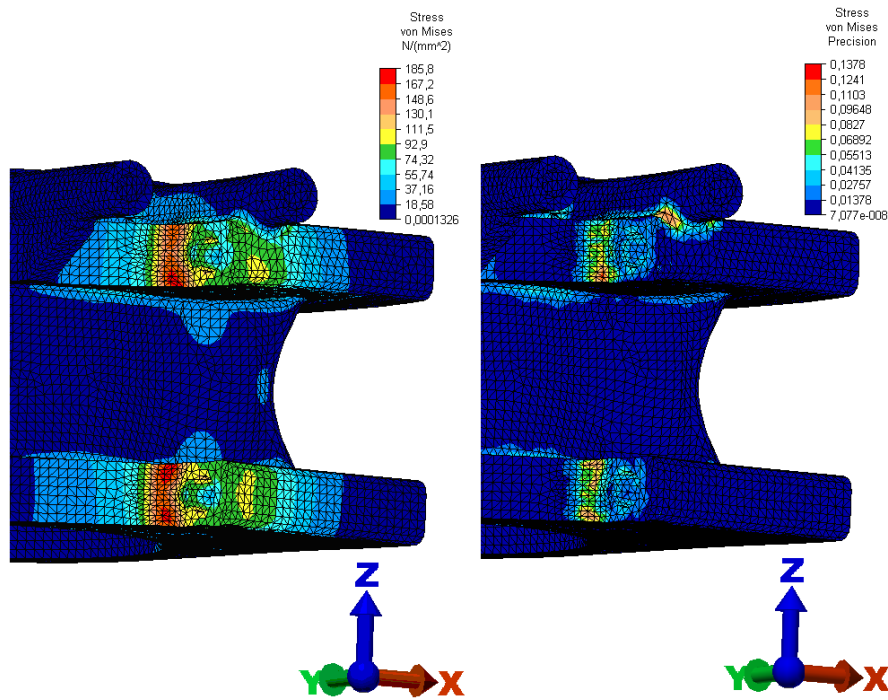 Stress
von Mises
N/(mm^2)
185,8
167,2
148,6
130,1
111,5
92,9
74,32
55,74
37,16
18,58
0,0001326
Stress
von Mises
Precision
0,1378
0,1241
0,1103
0,09648
0,0827
0,06892
0,05513
0,04135
0,02757
0,01378
7,077e-008
Z
Y
X
Z
Y
X